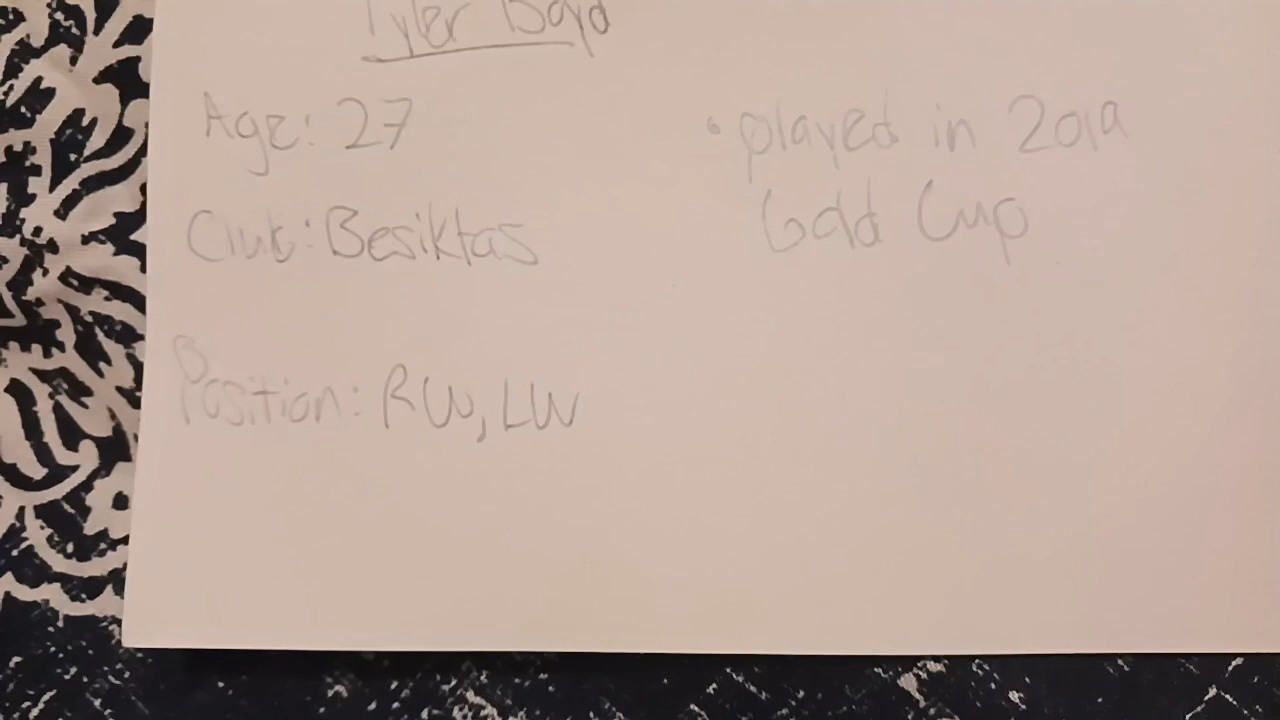 Tyler Boyd
Age: 27
Club: Besiktas
Position: RW, LW
• played in 2019
Gold Cup